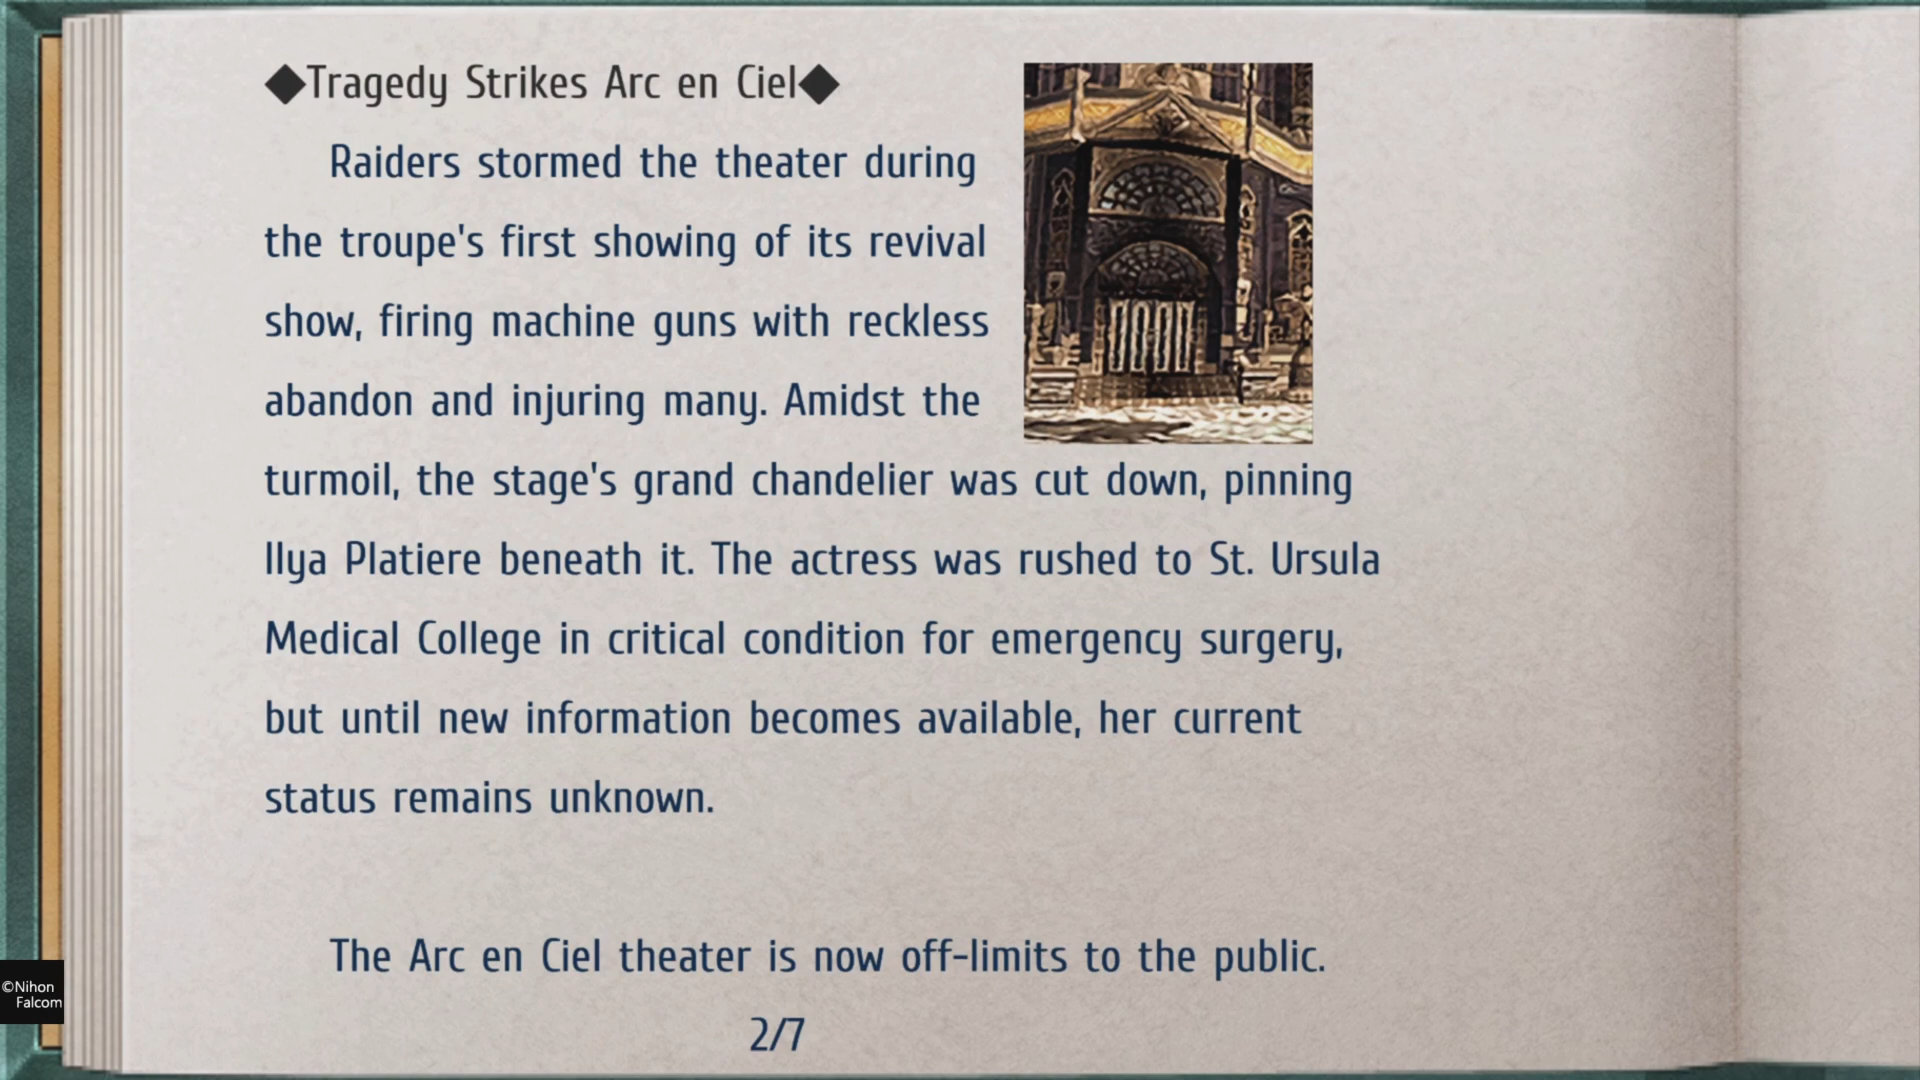 ◆Tragedy Strikes Arc en Ciel◆
Raiders stormed the theater during
the troupe's first showing of its revival
show, firing machine guns with reckless
abandon and injuring many. Amidst the
turmoil, the stage's grand chandelier was cut down, pinning
Ilya Platiere beneath it. The actress was rushed to St. Ursula
Medical College in critical condition for emergency surgery,
but until new information becomes available, her current
status remains unknown.
The Arc en Ciel theater is now off-limits to the public.
2/7
©Nihon
Falcom